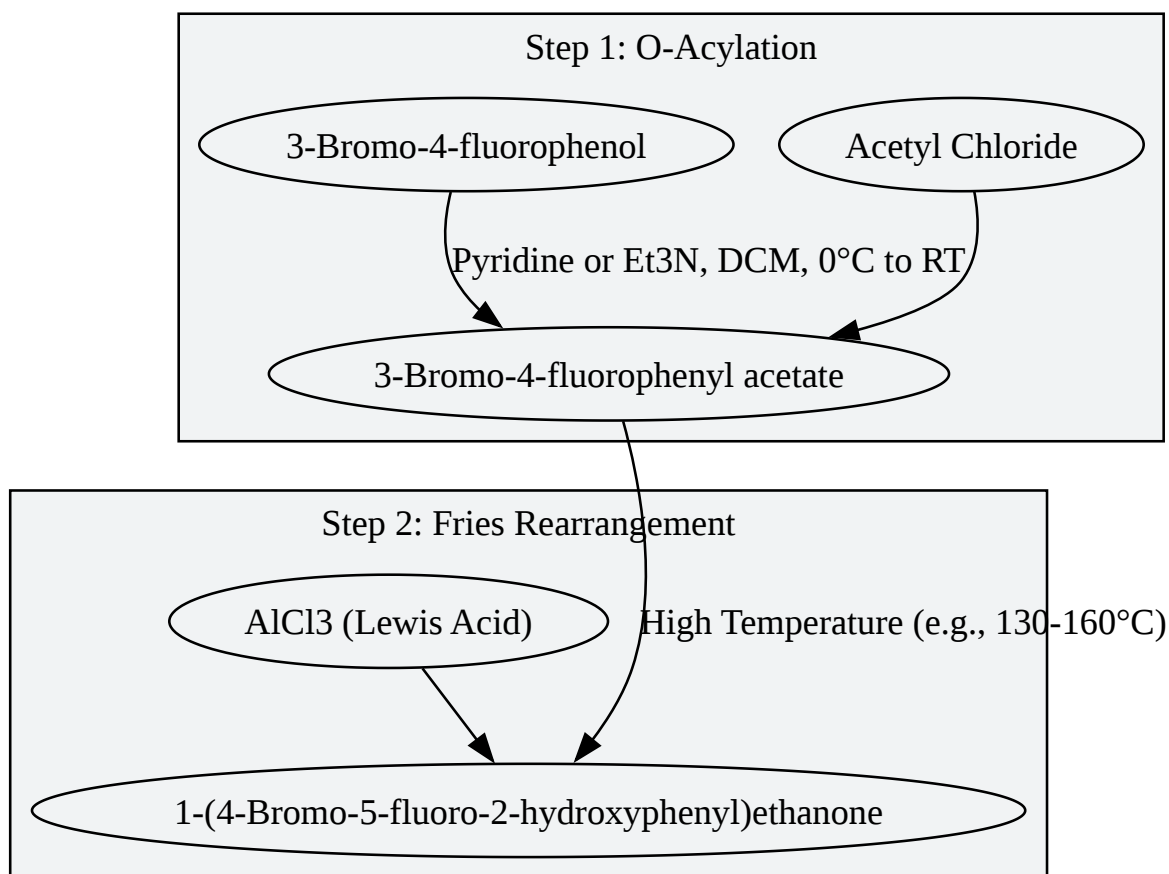 Step 1: O-Acylation
3-Bromo-4-fluorophenol
Acetyl Chloride
Pyridine or Et3N, DCM, 0°C to RT
3-Bromo-4-fluorophenyl acetate
Step 2: Fries Rearrangement
AlCl3 (Lewis Acid)
High Temperature (e.g., 130-160°C)
1-(4-Bromo-5-fluoro-2-hydroxyphenyl)ethanone